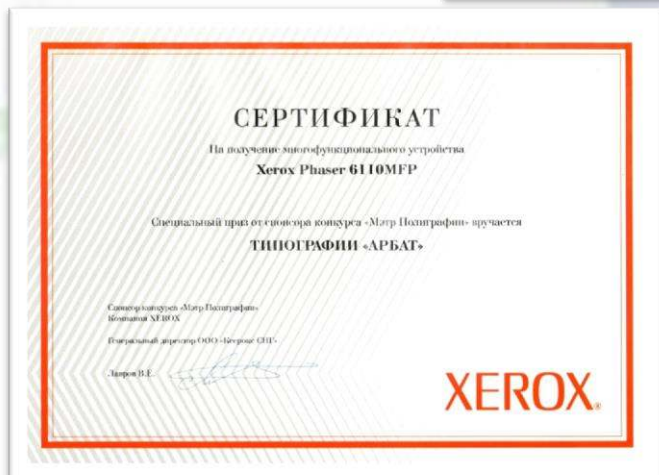 СЕРТИФИКАТ
На получение многофункционального устройства
Xerox Phaser 6110MFP
Специальный приз от спонсора конкурса «Мэтр Полиграфии» вручается
ТИПОГРАФИИ «АРБАТ»
Спонсор конкурса «Мэтр Полиграфии»
Компания XEROX
Генеральный директор ООО «Ксерокс СНГ»
Лавров В.Е.
XEROX®